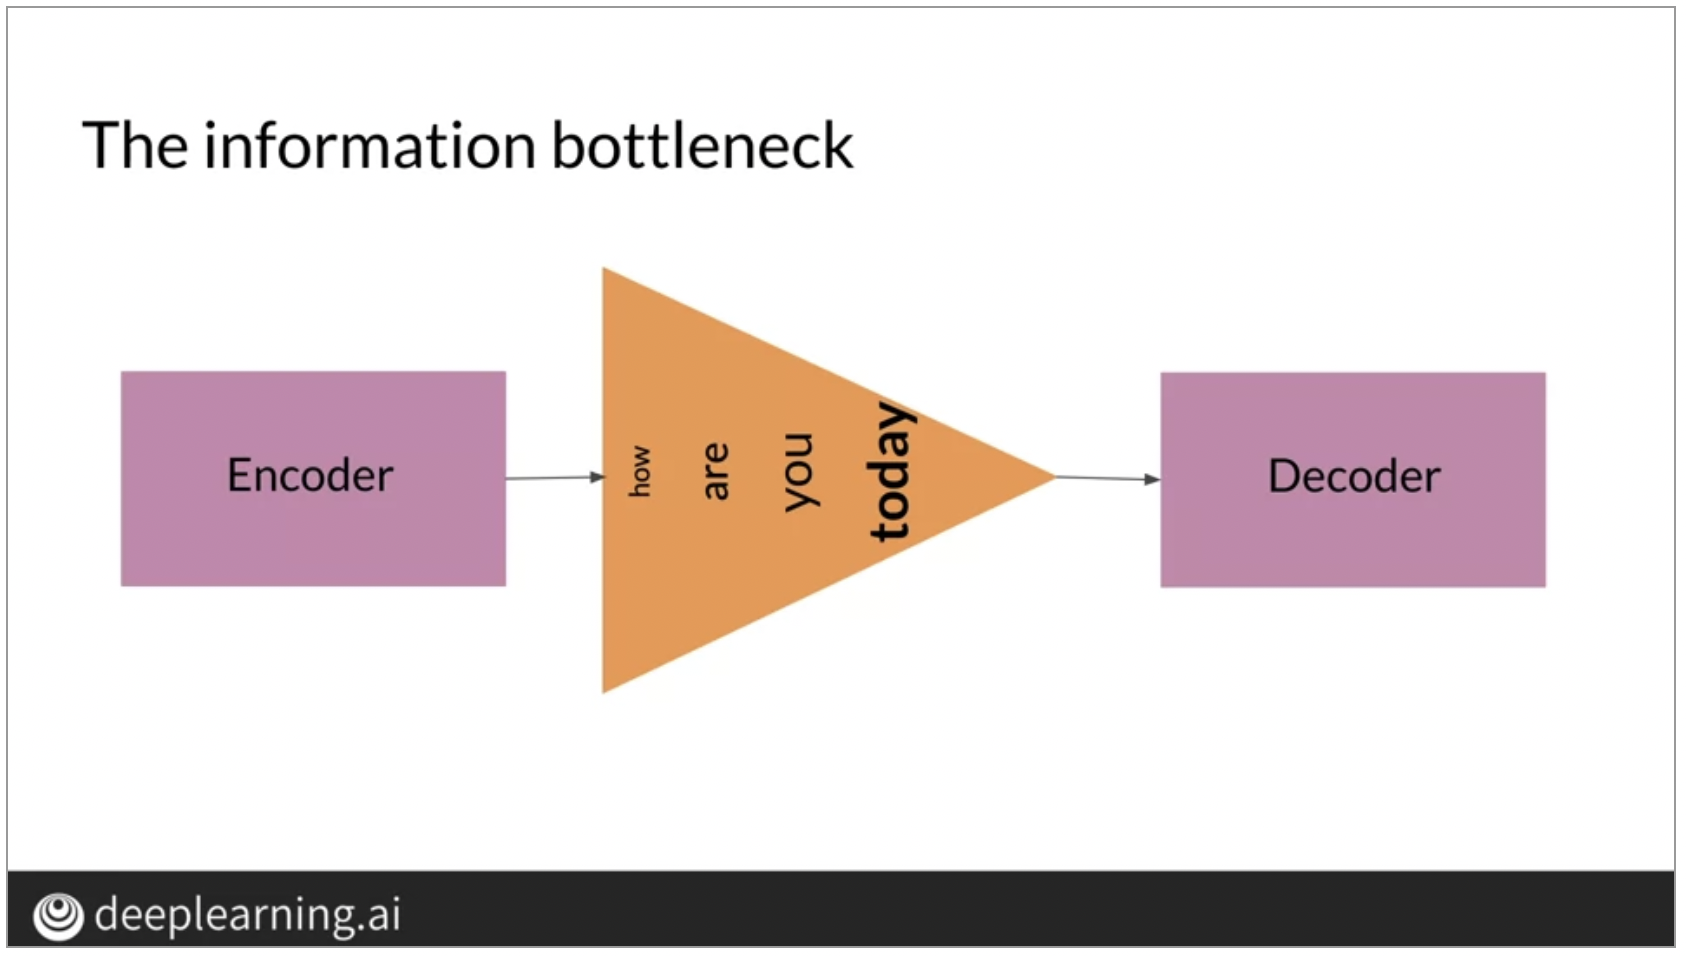 The information bottleneck
Encoder
how
are
you
today
Decoder
deeplearning.ai